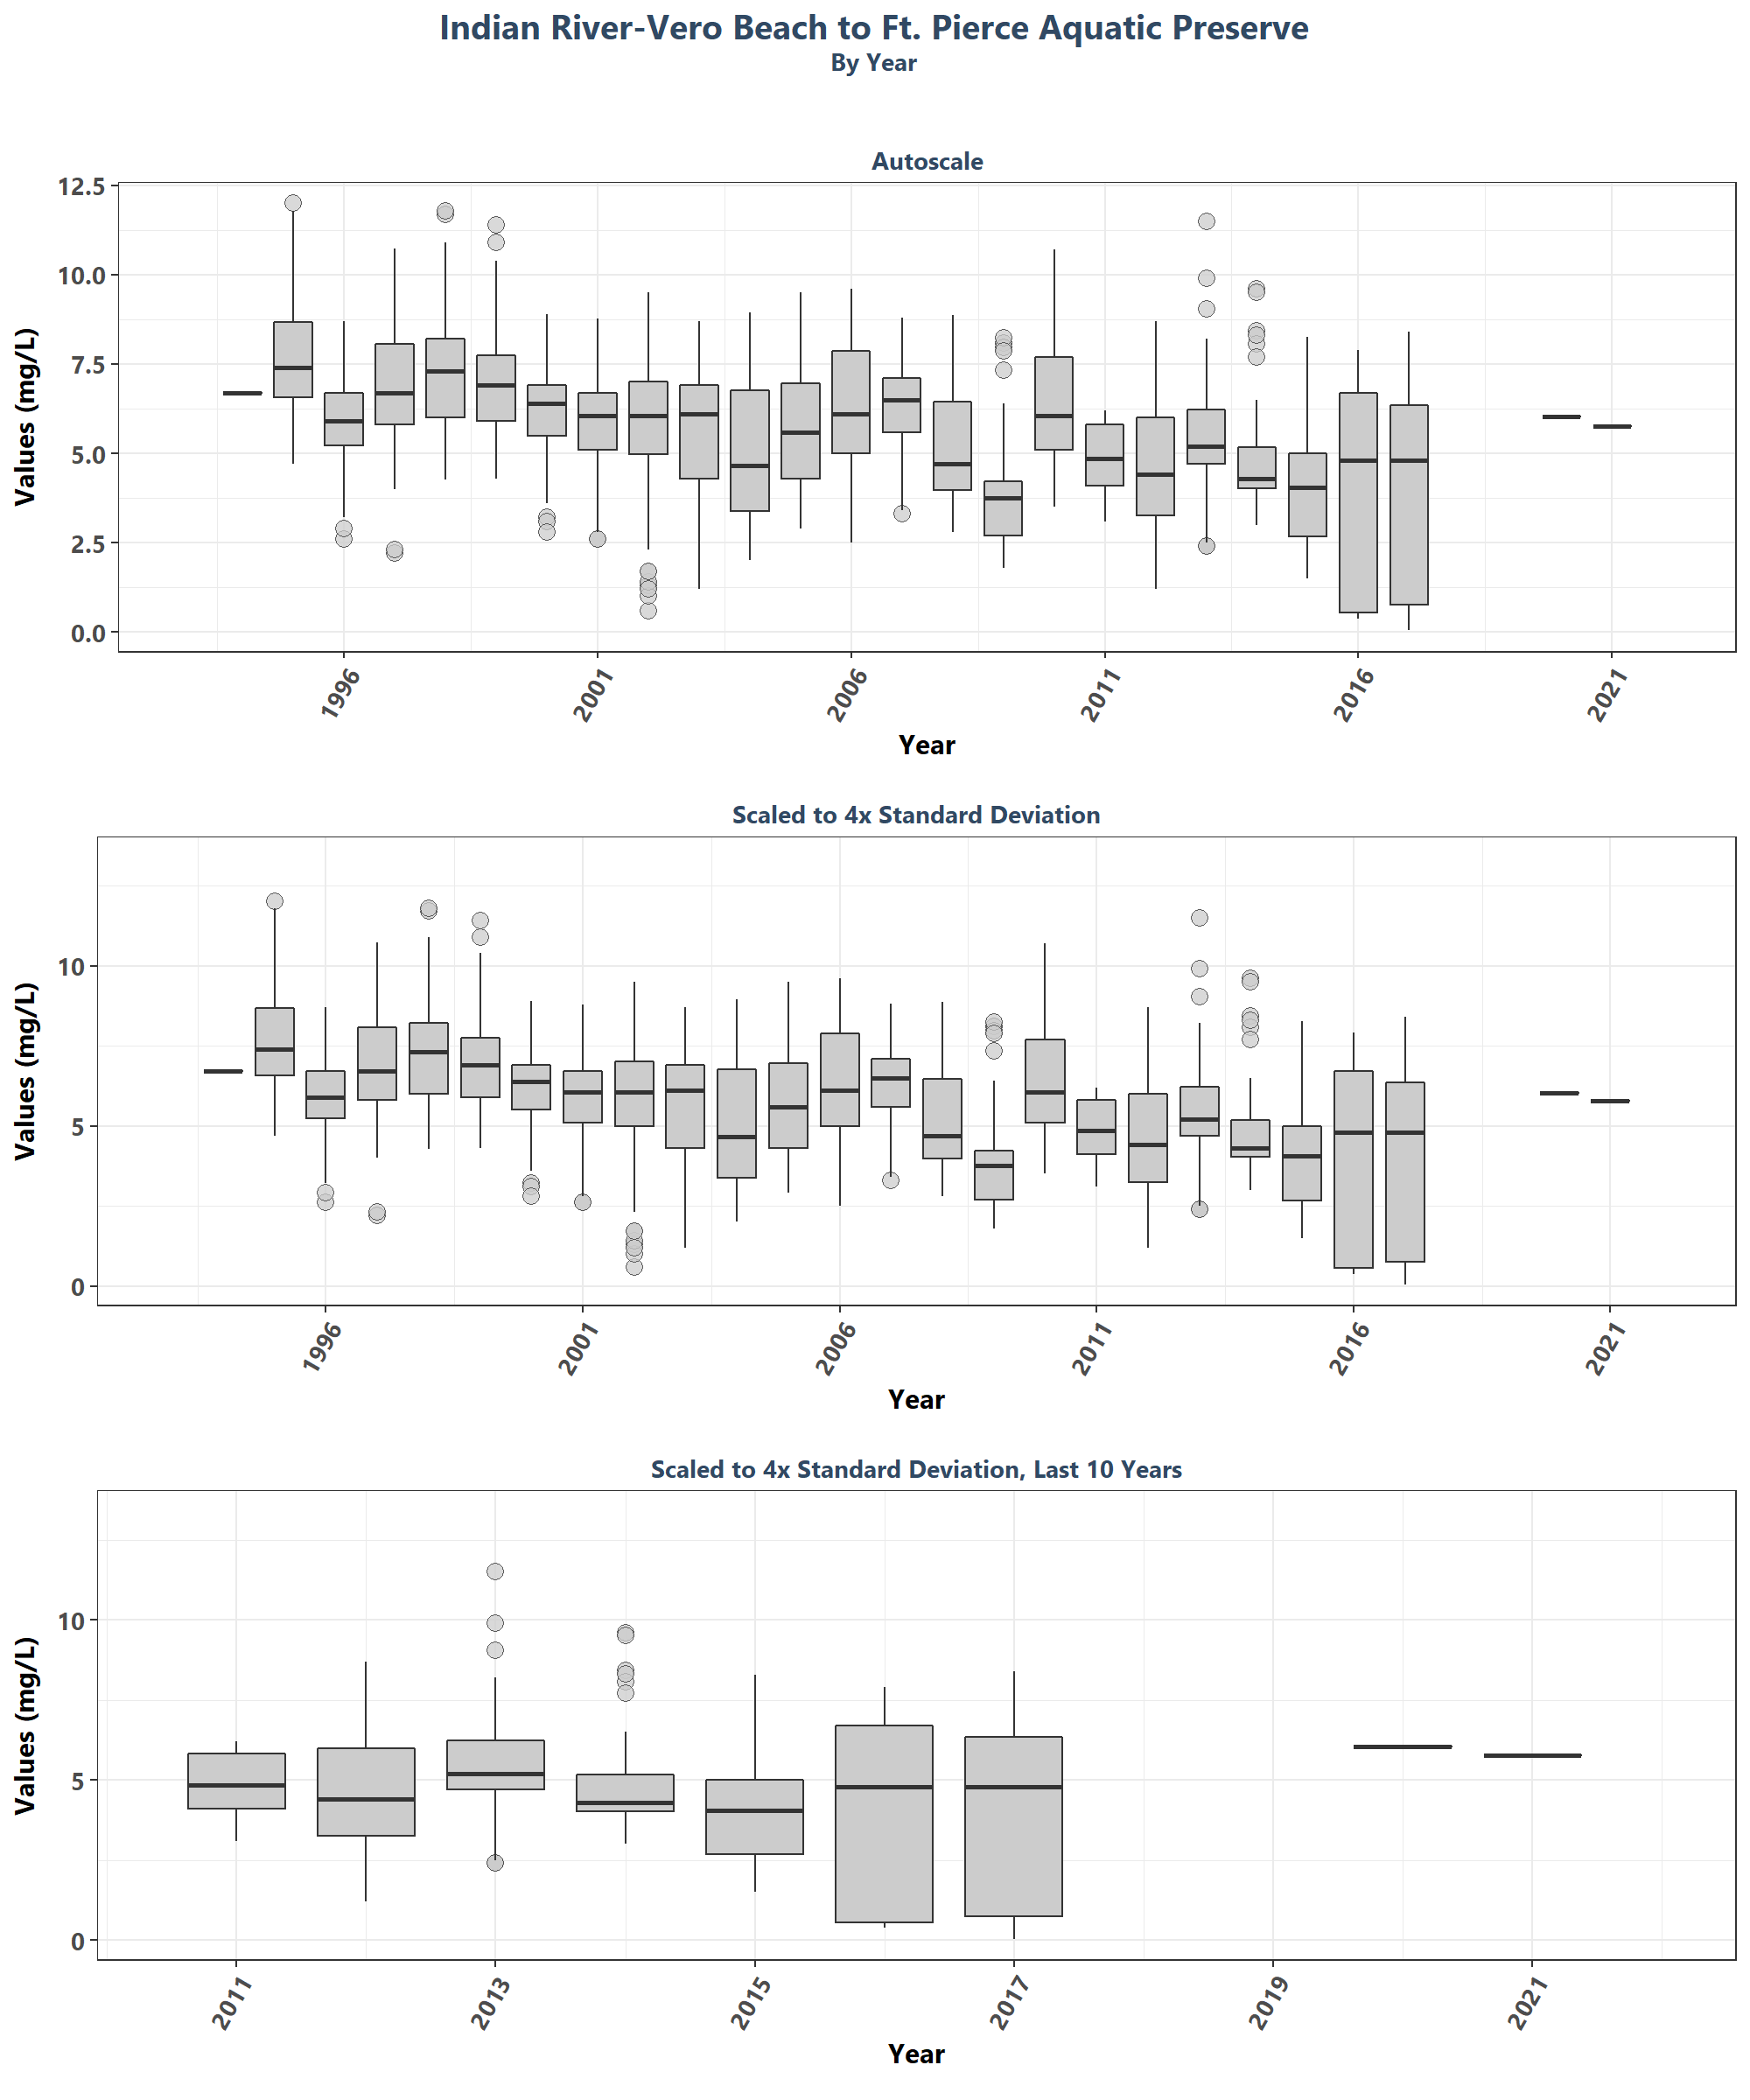 Indian River-Vero Beach to Ft. Pierce Aquatic Preserve
By Year
Autoscale
Values (mg/L)
12.5
10.0
7.5
5.0
2.5
0.0
1996
2001
2006
2011
2016
2021
Year
Scaled to 4x Standard Deviation
Values (mg/L)
10
5
0
1996
2001
2006
2011
2016
2021
Year
Scaled to 4x Standard Deviation, Last 10 Years
Values (mg/L)
10
5
0
2011
2013
2015
2017
2019
2021
Year